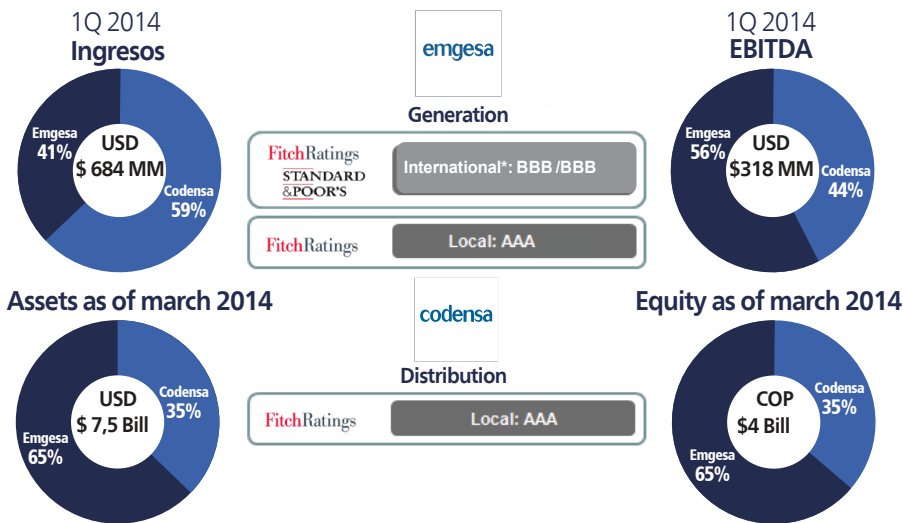 1Q 2014
Ingresos
Emgesa
41%
USD
$ 684 MM
Codensa
59%
emgesa
Generation
FitchRatings
STANDARD
&POOR'S
International*: BBB /BBB
FitchRatings
Local: AAA
1Q 2014
EBITDA
Emgesa
56%
USD
$318 MM
Codensa
44%
Assets as of march 2014
USD
$ 7,5 Bill
Codensa
35%
Emgesa
65%
codensa
Distribution
FitchRatings
Local: AAA
Equity as of march 2014
COP
$4 Bill
Codensa
35%
Emgesa
65%